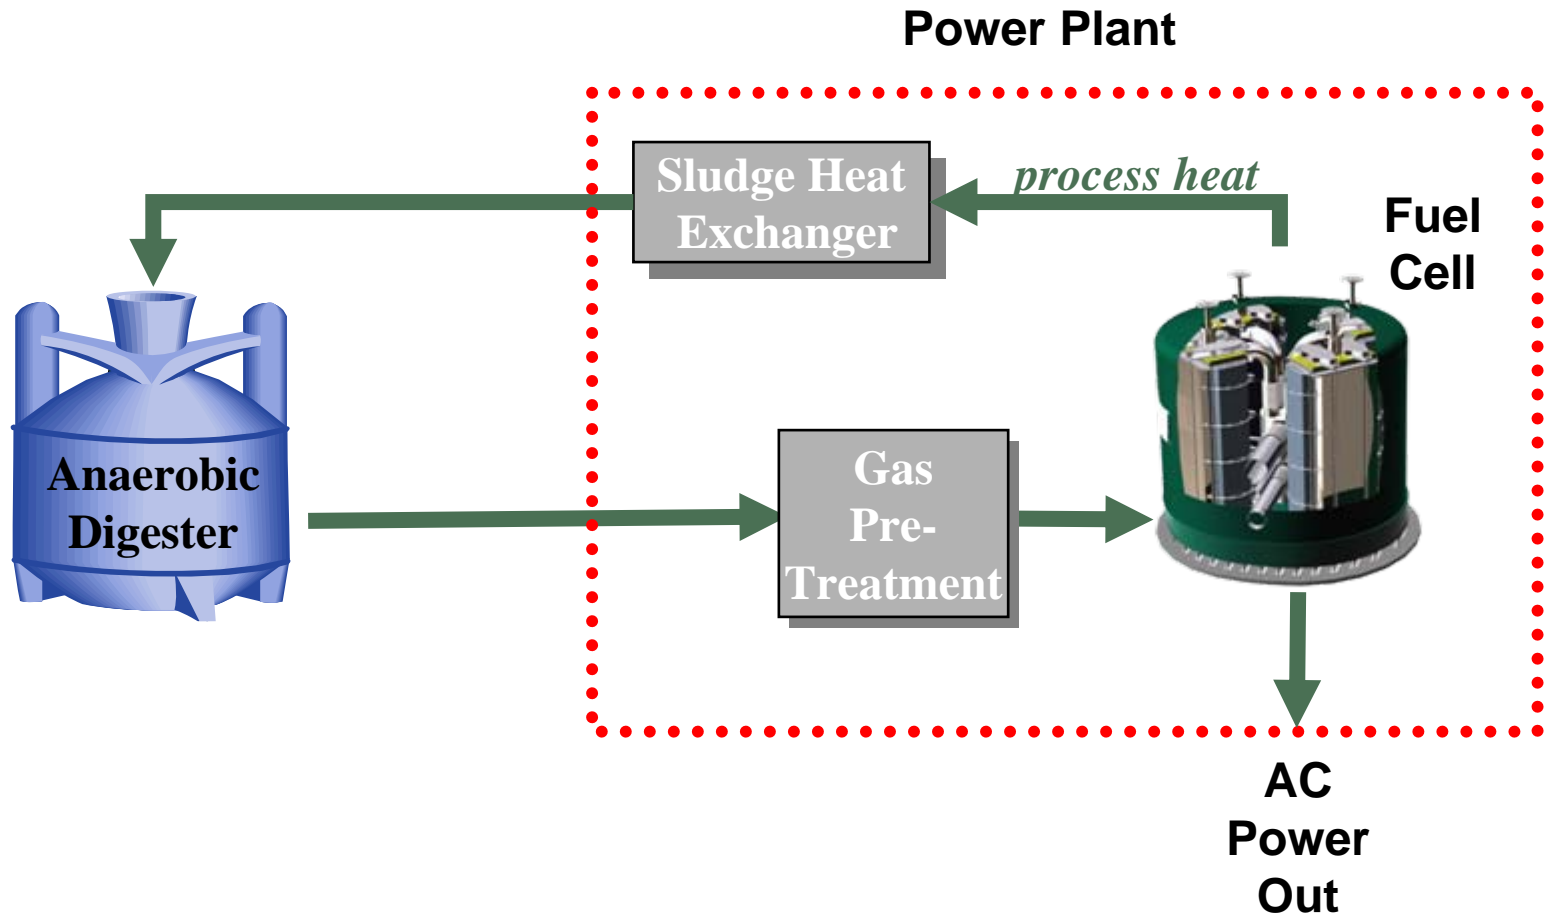 Power Plant
Sludge Heat
Exchanger
process heat
Fuel
Cell
Anaerobic
Digester
Gas
Pre-
Treatment
AC
Power
Out